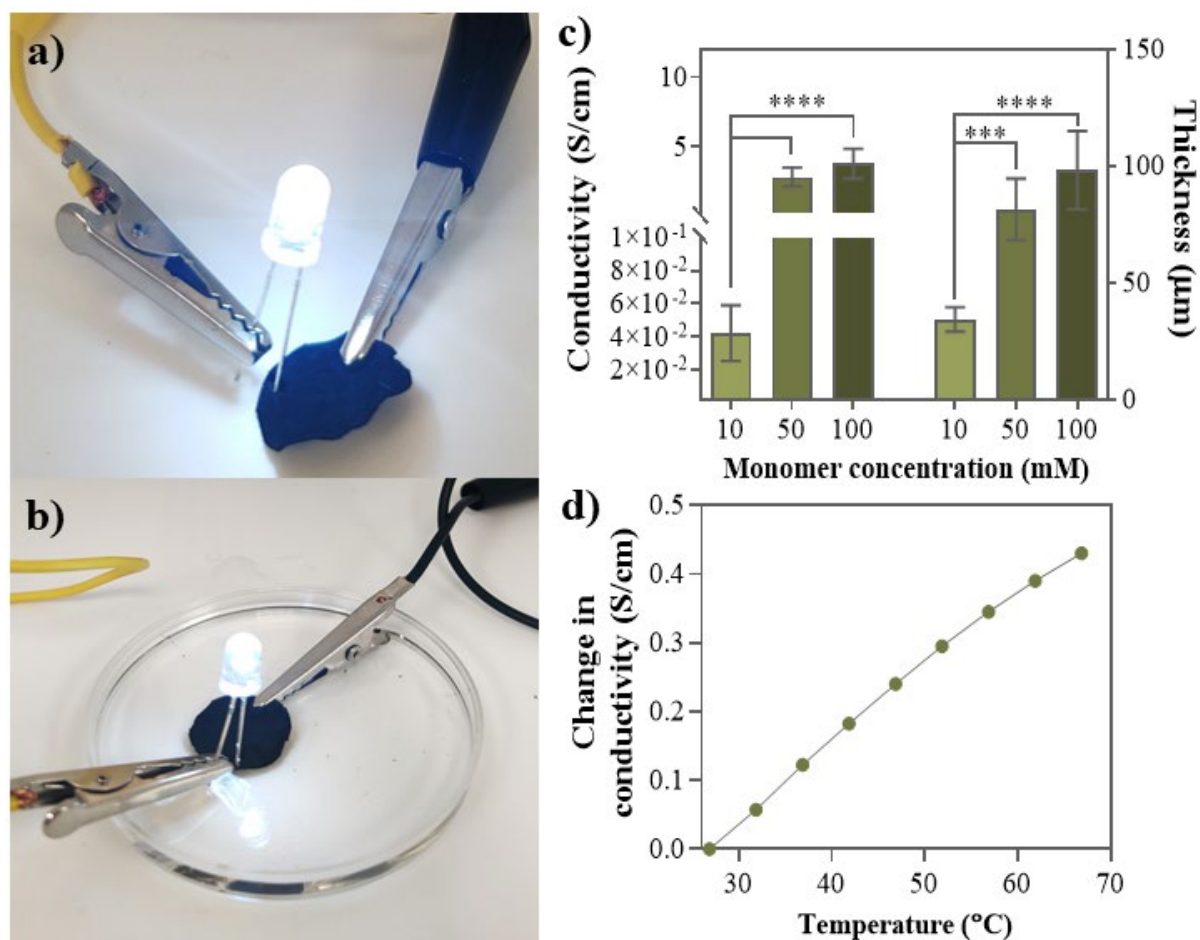 a)
b)
c)
Conductivity (S/cm)
10
5
1×10⁻¹
8×10⁻²
6×10⁻²
4×10⁻²
2×10⁻²
****
***
****
150
100
50
0
Thickness (μm)
10 50 100 10 50 100
Monomer concentration (mM)
d)
Change in
conductivity (S/cm)
0.5
0.4
0.3
0.2
0.1
0.0
30 40 50 60 70
Temperature (°C)